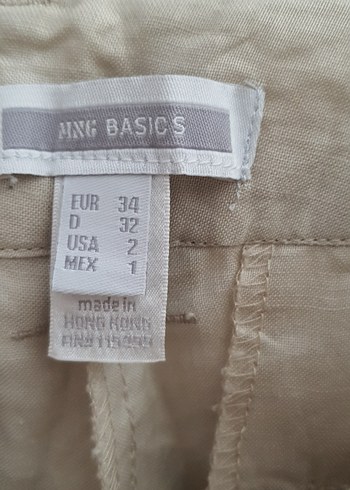 MNG BASICS
EUR 34
D 32
USA 2
MEX 1
made in
HONG KONG